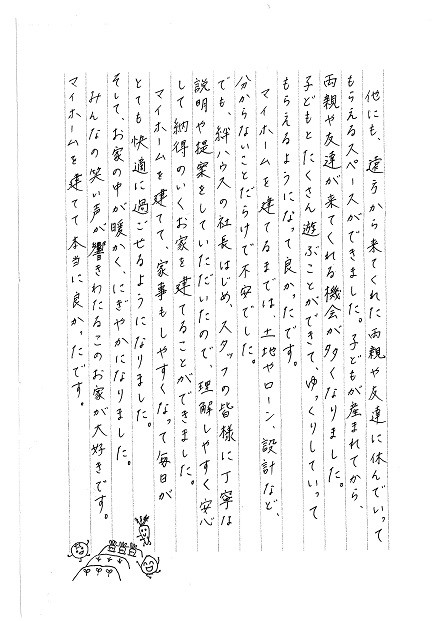 他にも、遠方から来てくれた両親や友達に休んでいって
もらえるスペースができました。子どもが産まれてから、
両親や友達が来てくれる機会が多くなりました。
子どもとたくさん遊ぶことができて、ゆっくりしていって
もらえるようになって良かったです。
マイホームを建てるまでは、土地やローン、設計など、
分からないことだらけで不安でした。
でも、絆ハウスの社長はじめ、スタッフの皆様に丁寧な
説明や提案をしていただいたので、理解しやすく安心
して納得のいくお家を建てることができました。
マイホームを建てて、家事もしやすくなって毎日が
とても快適に過ごせるようになりました。
そして、お家の中が暖かく、にぎやかになりました。
みんなの笑い声が響きわたるこのお家が大好きです。
マイホームを建てて本当に良かったです。